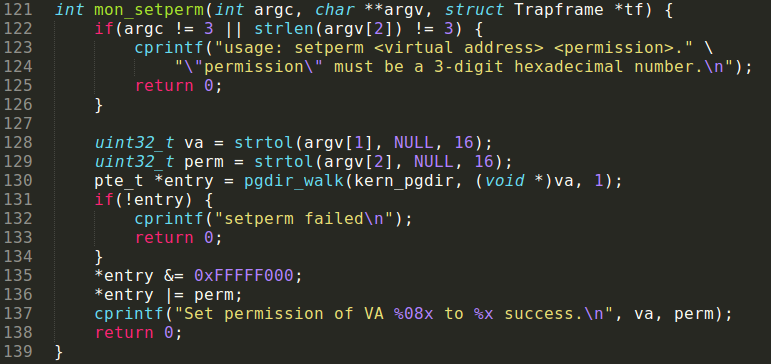 121 int mon_setperm(int argc, char **argv, struct Trapframe *tf) {
122     if(argc != 3 || strlen(argv[2]) != 3) {
123         cprintf("usage: setperm <virtual address> <permission>." \
124             "\"permission\" must be a 3-digit hexadecimal number.\n");
125         return 0;
126     }
127
128     uint32_t va = strtol(argv[1], NULL, 16);
129     uint32_t perm = strtol(argv[2], NULL, 16);
130     pte_t *entry = pgdir_walk(kern_pgdir, (void *)va, 1);
131     if(!entry) {
132         cprintf("setperm failed\n");
133         return 0;
134     }
135     *entry &= 0xFFFFF000;
136     *entry |= perm;
137     cprintf("Set permission of VA %08x to %x success.\n", va, perm);
138     return 0;
139 }